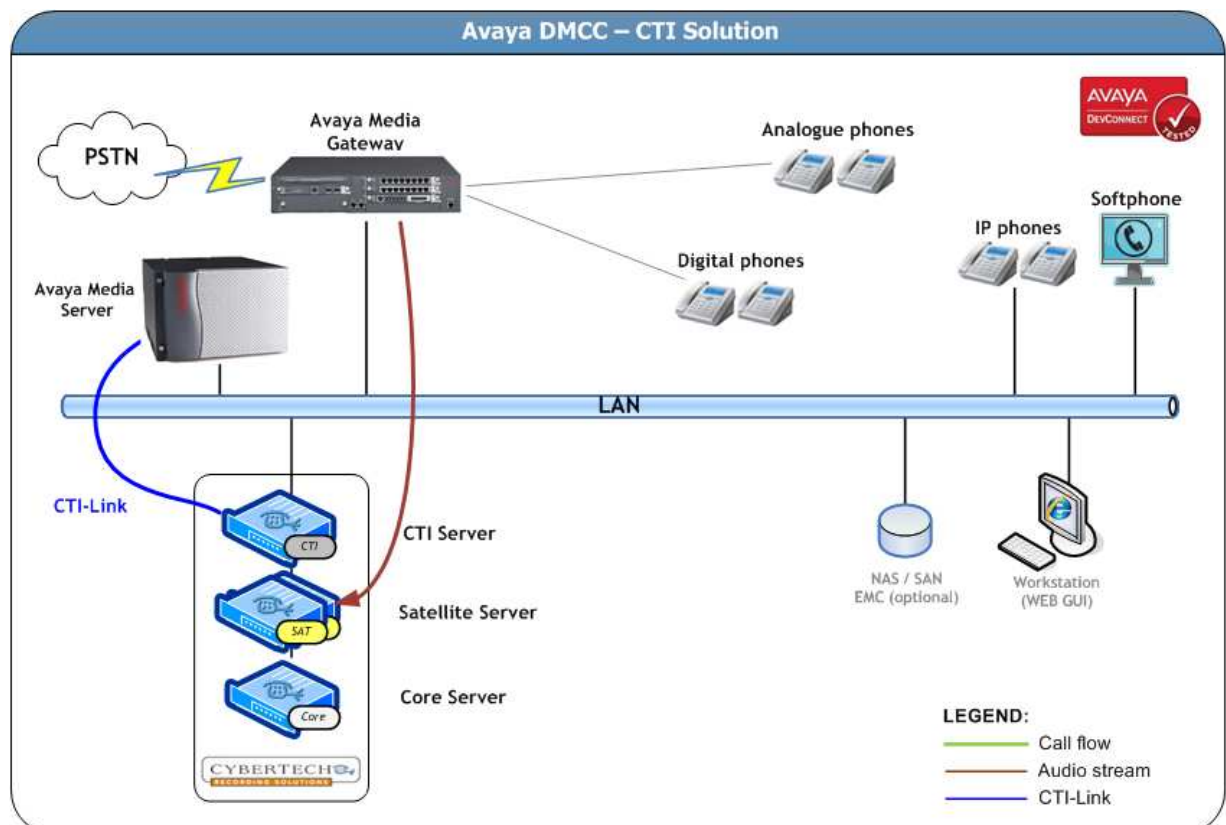 Avaya DMCC – CTI Solution
AVAYA
DEVCONNECT
TESTED
PSTN
Avaya Media
Gateway
Analogue phones
Softphone
IP phones
Digital phones
Avaya Media
Server
LAN
CTI-Link
CTI Server
CTI
NAS / SAN
EMC (optional)
Workstation
(WEB GUI)
Satellite Server
SAT
Core Server
Core
CYBERTECH
RECORDING SOLUTIONS
LEGEND:
Call flow
Audio stream
CTI-Link